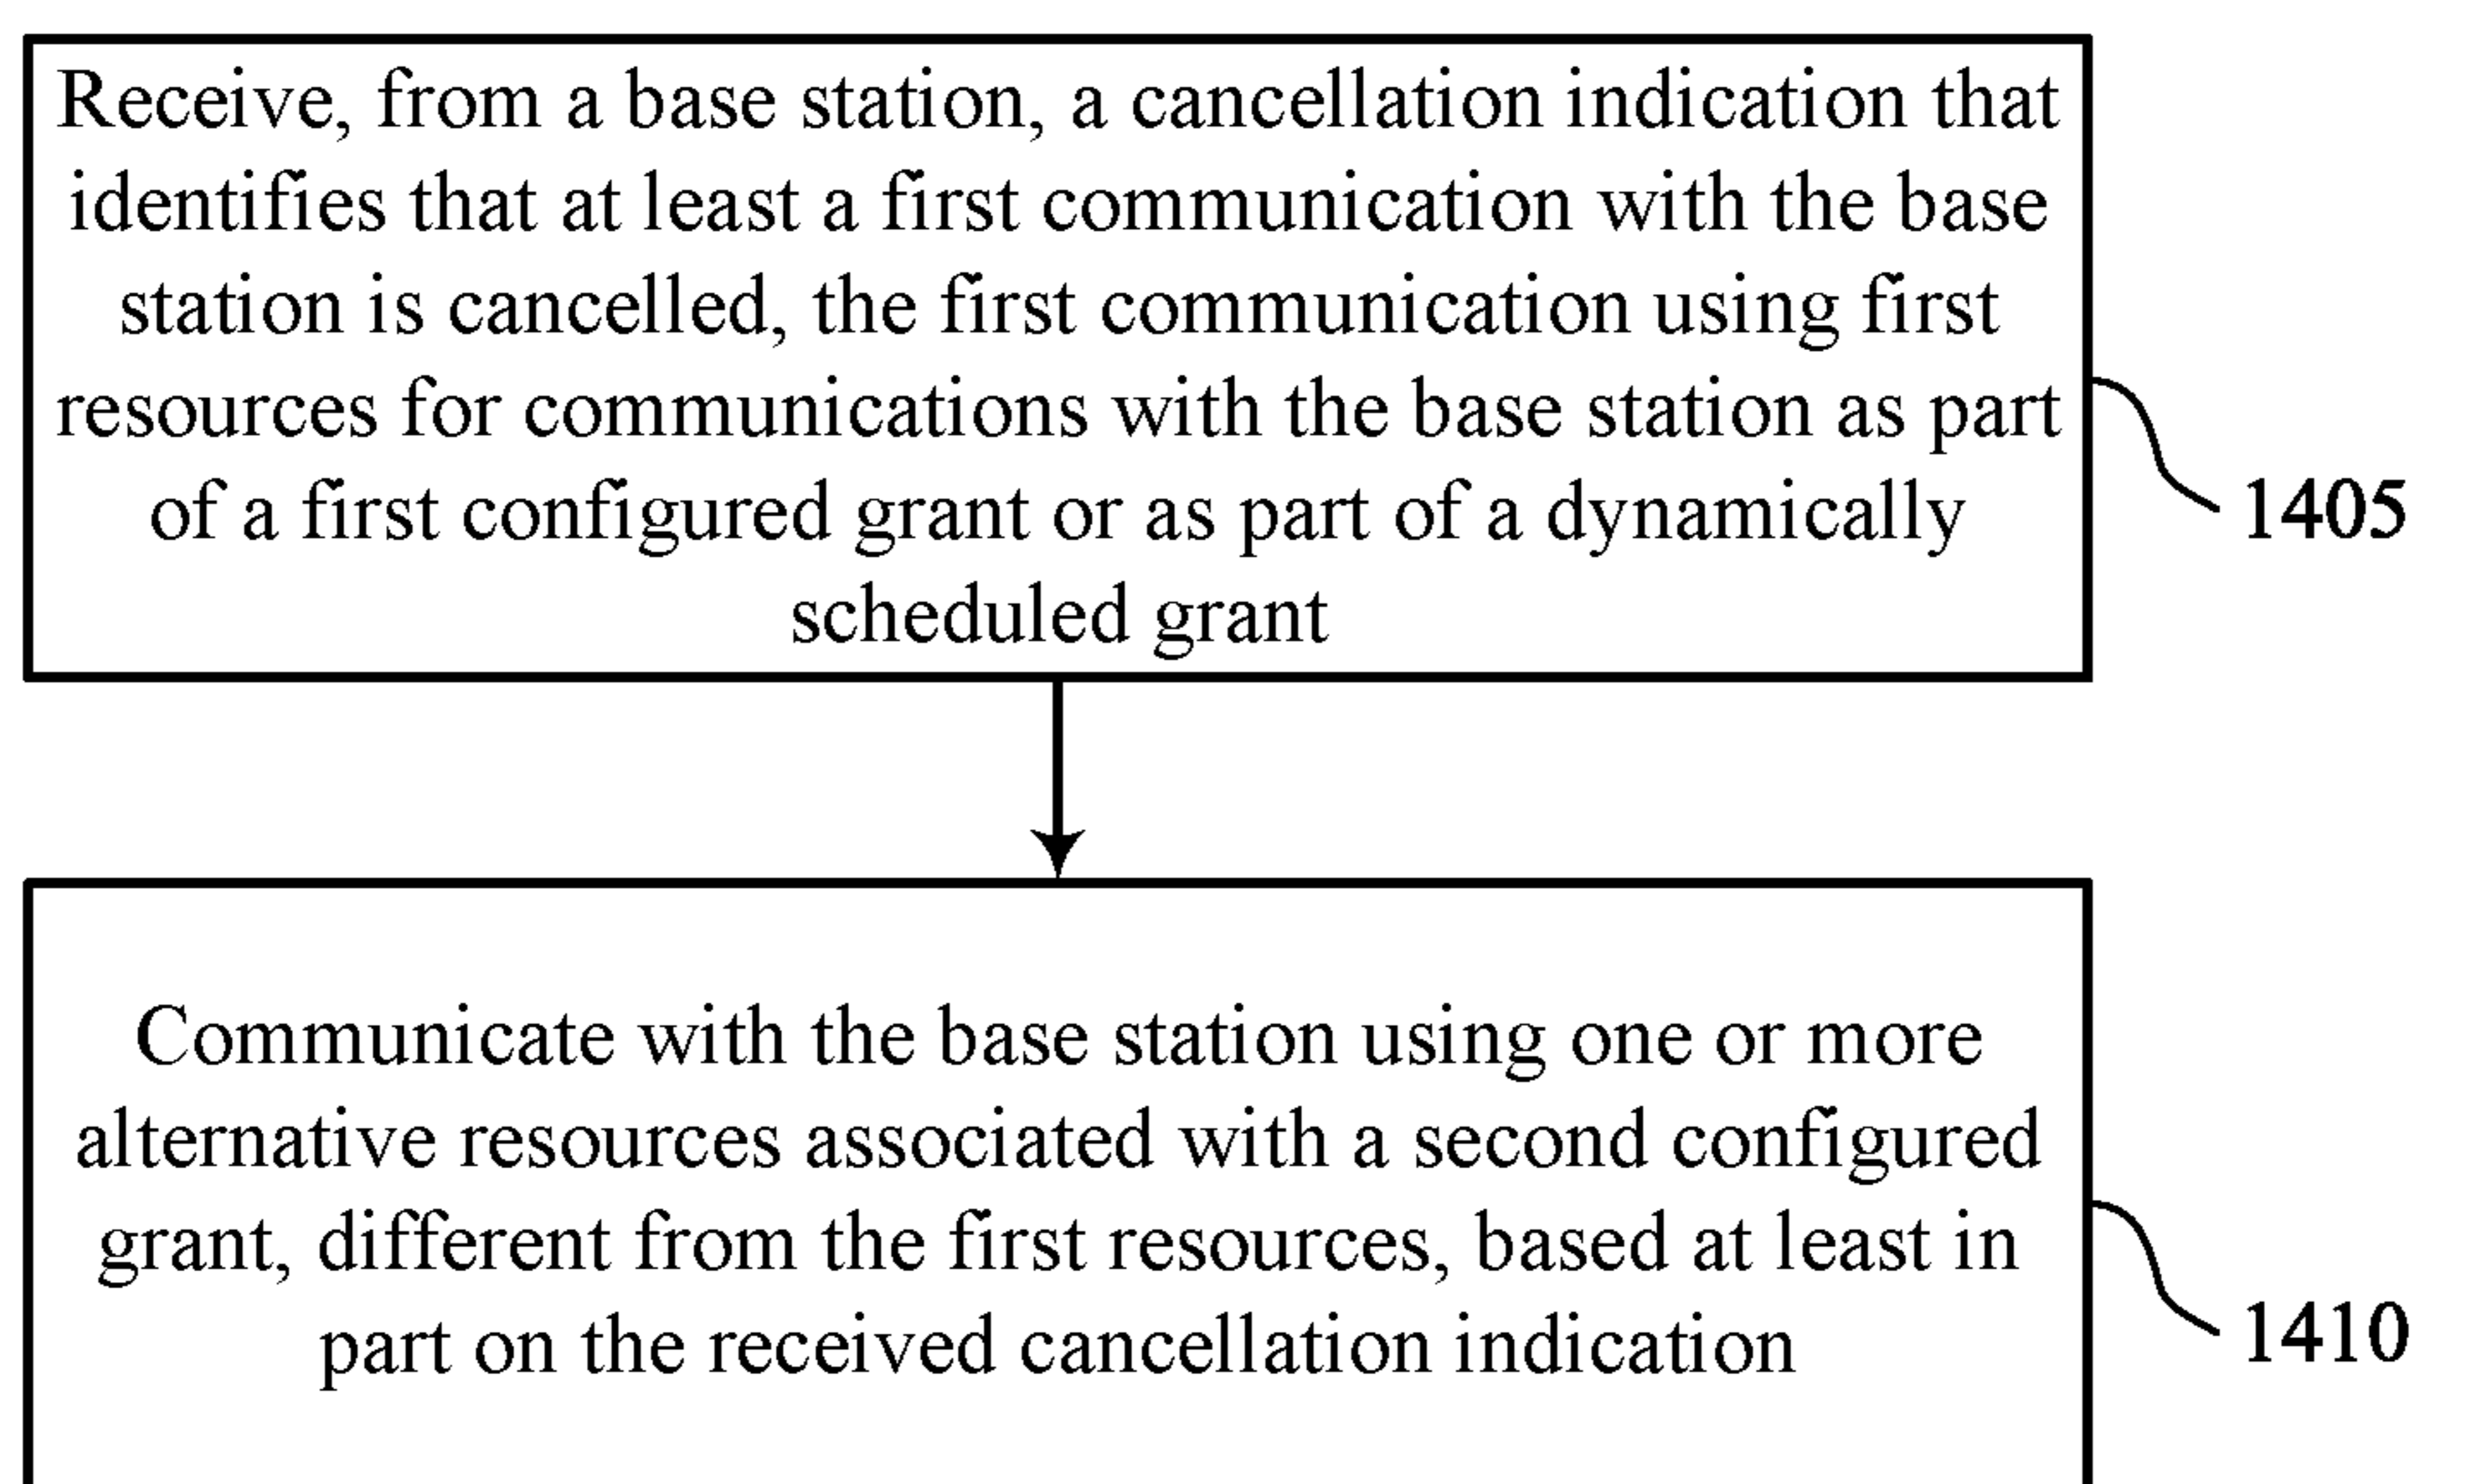 Receive, from a base station, a cancellation indication that
identifies that at least a first communication with the base
station is cancelled, the first communication using first
resources for communications with the base station as part
of a first configured grant or as part of a dynamically
scheduled grant
1405
Communicate with the base station using one or more
alternative resources associated with a second configured
grant, different from the first resources, based at least in
part on the received cancellation indication
1410